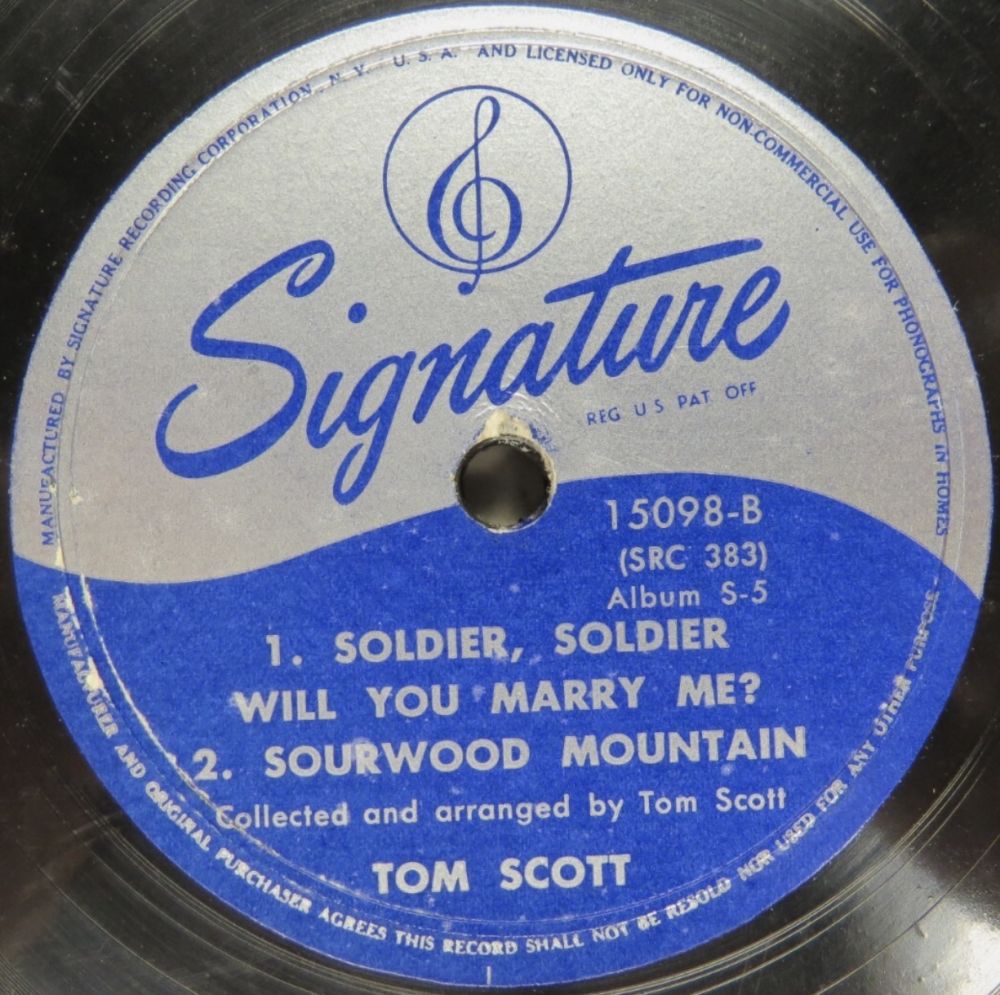 MANUFACTURED BY SIGNATURE RECORDING CORPORATION, N. Y. U. S. A. AND LICENSED ONLY FOR NON-COMMERCIAL USE FOR PHONOGRAPHS IN HOMES
Signature
REG U S PAT OFF
15098-B
(SRC 383)
Album S-5
1. SOLDIER, SOLDIER
WILL YOU MARRY ME?
2. SOURWOOD MOUNTAIN
Collected and arranged by Tom Scott
TOM SCOTT
MANUFACTURER AND ORIGINAL PURCHASER AGREES THIS RECORD SHALL NOT BE RESOLD NOR USED FOR ANY OTHER PURPOSE